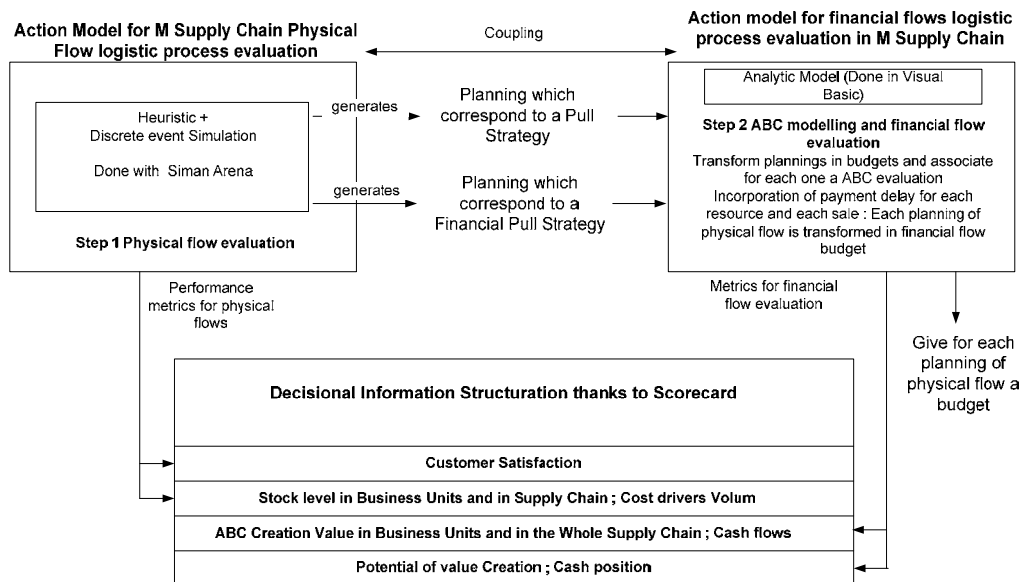 Action Model for M Supply Chain Physical
Flow logistic process evaluation
Coupling
Action model for financial flows logistic
process evaluation in M Supply Chain
Heuristic +
Discrete event Simulation
Done with Siman Arena
Step 1 Physical flow evaluation
generates
Planning which
correspond to a Pull
Strategy
generates
Planning which
correspond to a
Financial Pull Strategy
Analytic Model (Done in Visual
Basic)
Step 2 ABC modelling and financial flow
evaluation
Transform plannings in budgets and associate
for each one a ABC evaluation
Incorporation of payment delay for each
resource and each sale : Each planning of
physical flow is transformed in financial flow
budget
Performance
metrics for physical
flows
Metrics for financial
flow evaluation
Give for each
planning of
physical flow a
budget
Decisional Information Structuration thanks to Scorecard
Customer Satisfaction
Stock level in Business Units and in Supply Chain ; Cost drivers Volum
ABC Creation Value in Business Units and in the Whole Supply Chain ; Cash flows
Potential of value Creation ; Cash position